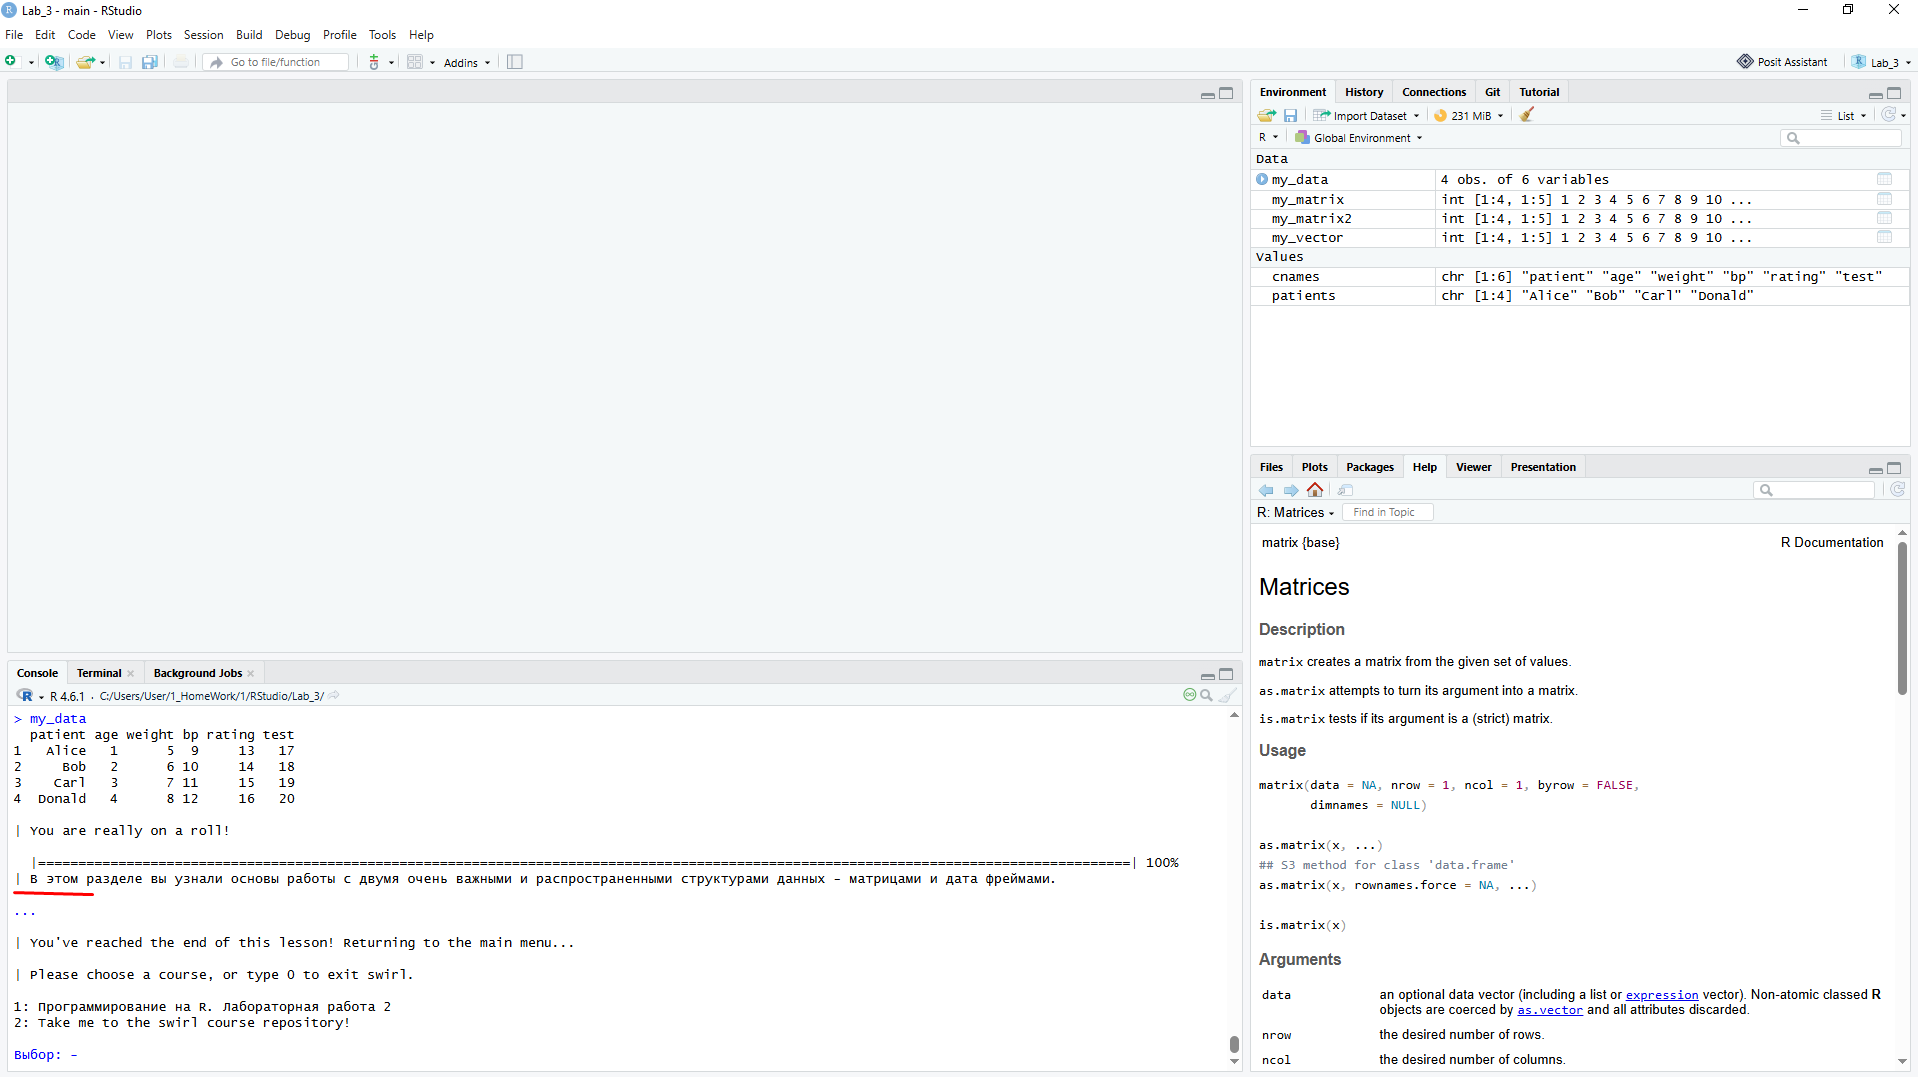 Lab_3 - main - RStudio
File Edit Code View Plots Session Build Debug Profile Tools Help
Go to file/function Addins Posit Assistant Lab_3
Environment History Connections Git Tutorial
Import Dataset 231 MiB List
R Global Environment
Data
my_data 4 obs. of 6 variables
my_matrix int [1:4, 1:5] 1 2 3 4 5 6 7 8 9 10 ...
my_matrix2 int [1:4, 1:5] 1 2 3 4 5 6 7 8 9 10 ...
my_vector int [1:4, 1:5] 1 2 3 4 5 6 7 8 9 10 ...
Values
cnames chr [1:6] "patient" "age" "weight" "bp" "rating" "test"
patients chr [1:4] "Alice" "Bob" "Carl" "Donald"
Files Plots Packages Help Viewer Presentation
R: Matrices Find in Topic
matrix {base} R Documentation
Matrices
Description
matrix creates a matrix from the given set of values.
as.matrix attempts to turn its argument into a matrix.
is.matrix tests if its argument is a (strict) matrix.
Usage
matrix(data = NA, nrow = 1, ncol = 1, byrow = FALSE,
dimnames = NULL)
as.matrix(x, ...)
## S3 method for class 'data.frame'
as.matrix(x, rownames.force = NA, ...)
is.matrix(x)
Arguments
data an optional data vector (including a list or expression vector). Non-atomic classed R
objects are coerced by as.vector and all attributes discarded.
nrow the desired number of rows.
ncol the desired number of columns.
Console Terminal Background Jobs
R 4.6.1 · C:/Users/User/1_HomeWork/1/RStudio/Lab_3/
> my_data
patient age weight bp rating test
1 Alice 1 5 9 13 17
2 Bob 2 6 10 14 18
3 Carl 3 7 11 15 19
4 Donald 4 8 12 16 20
| You are really on a roll!
|=========================================================================================================================================| 100%
| В этом разделе вы узнали основы работы с двумя очень важными и распространенными структурами данных - матрицами и дата фреймами.
...
| You've reached the end of this lesson! Returning to the main menu...
| Please choose a course, or type 0 to exit swirl.
1: Программирование на R. Лабораторная работа 2
2: Take me to the swirl course repository!
Выбор: -